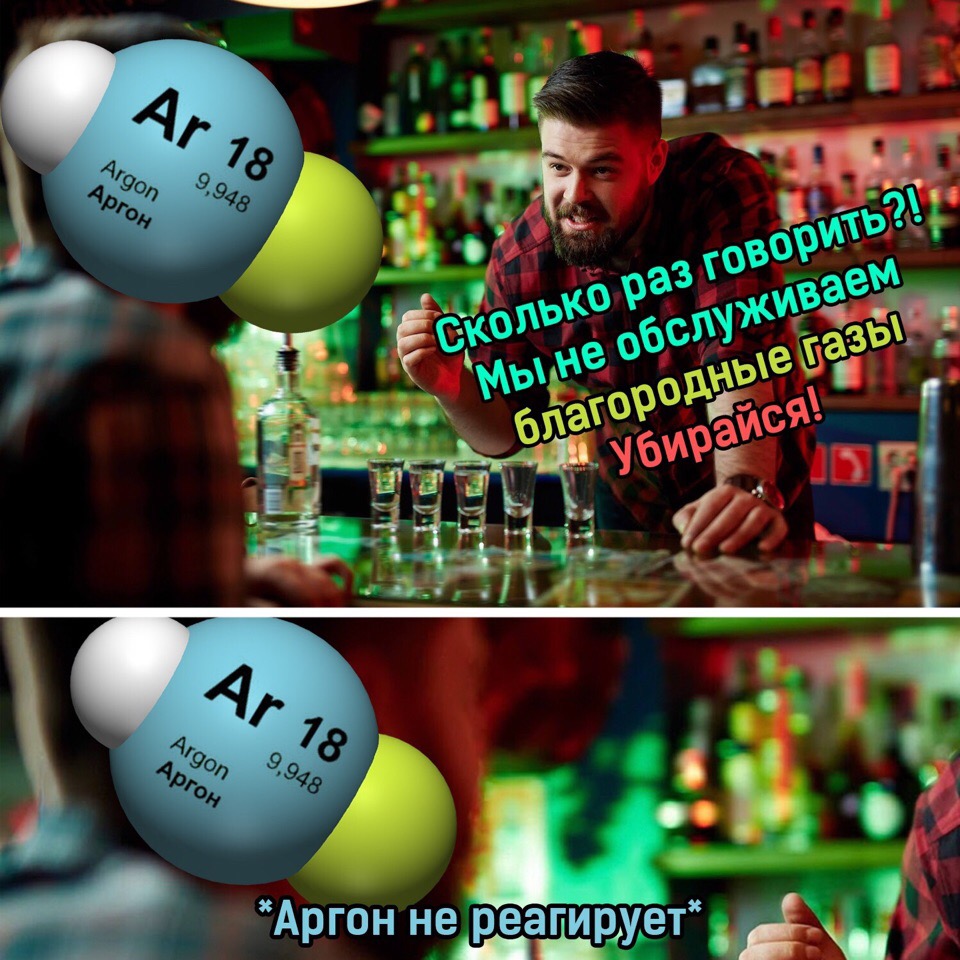 Ar 18
Argon 9,948
Аргон
Сколько раз говорить?!
Мы не обслуживаем
благородные газы
Убирайся!
Ar 18
Argon 9,948
Аргон
*Аргон не реагирует*